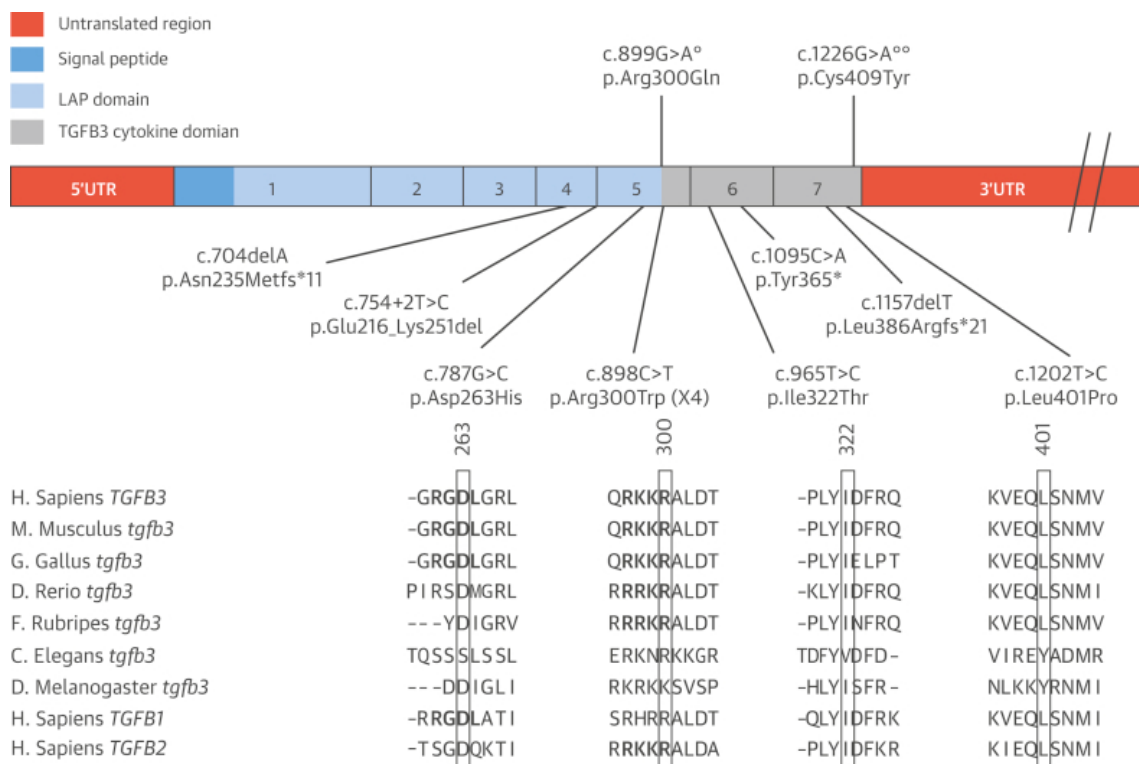 Untranslated region
Signal peptide
LAP domain
TGFB3 cytokine domian
c.899G>A°
p.Arg300Gln
c.1226G>A°°
p.Cys409Tyr
5'UTR
1
2
3
4
5
6
7
3'UTR
c.704delA
p.Asn235Metfs*11
c.754+2T>C
p.Glu216_Lys251del
c.787G>C
p.Asp263His
c.898C>T
p.Arg300Trp (X4)
c.965T>C
p.Ile322Thr
c.1095C>A
p.Tyr365*
c.1157delT
p.Leu386Argfs*21
c.1202T>C
p.Leu401Pro
263 300 322 401
H. Sapiens TGFB3 -GRGDLGRL QRKKRALDT -PLYIDFRQ KVEQLSNMV
M. Musculus tgfb3 -GRGDLGRL QRKKRALDT -PLYIDFRQ KVEQLSNMV
G. Gallus tgfb3 -GRGDLGRL QRKKRALDT -PLYIELPT KVEQLSNMV
D. Rerio tgfb3 PIRSDMGRL RRRKRALDT -KLYIDFRQ KVEQLSNMI
F. Rubripes tgfb3 ---YDIGRV RRRKRALDT -PLYINFRQ KVEQLSNMV
C. Elegans tgfb3 TQSSSLSSL ERKNRKKGR TDFYVDFD- VIREYADMR
D. Melanogaster tgfb3 ---DDIGLI RKRKKSVSP -HLYISFR- NLKKYRNMI
H. Sapiens TGFB1 -RRGDLATI SRHRRALDT -QLYIDFRK KVEQLSNMI
H. Sapiens TGFB2 -TSGDQKTI RRKKRALDA -PLYIDFKR KIEQLSNMI